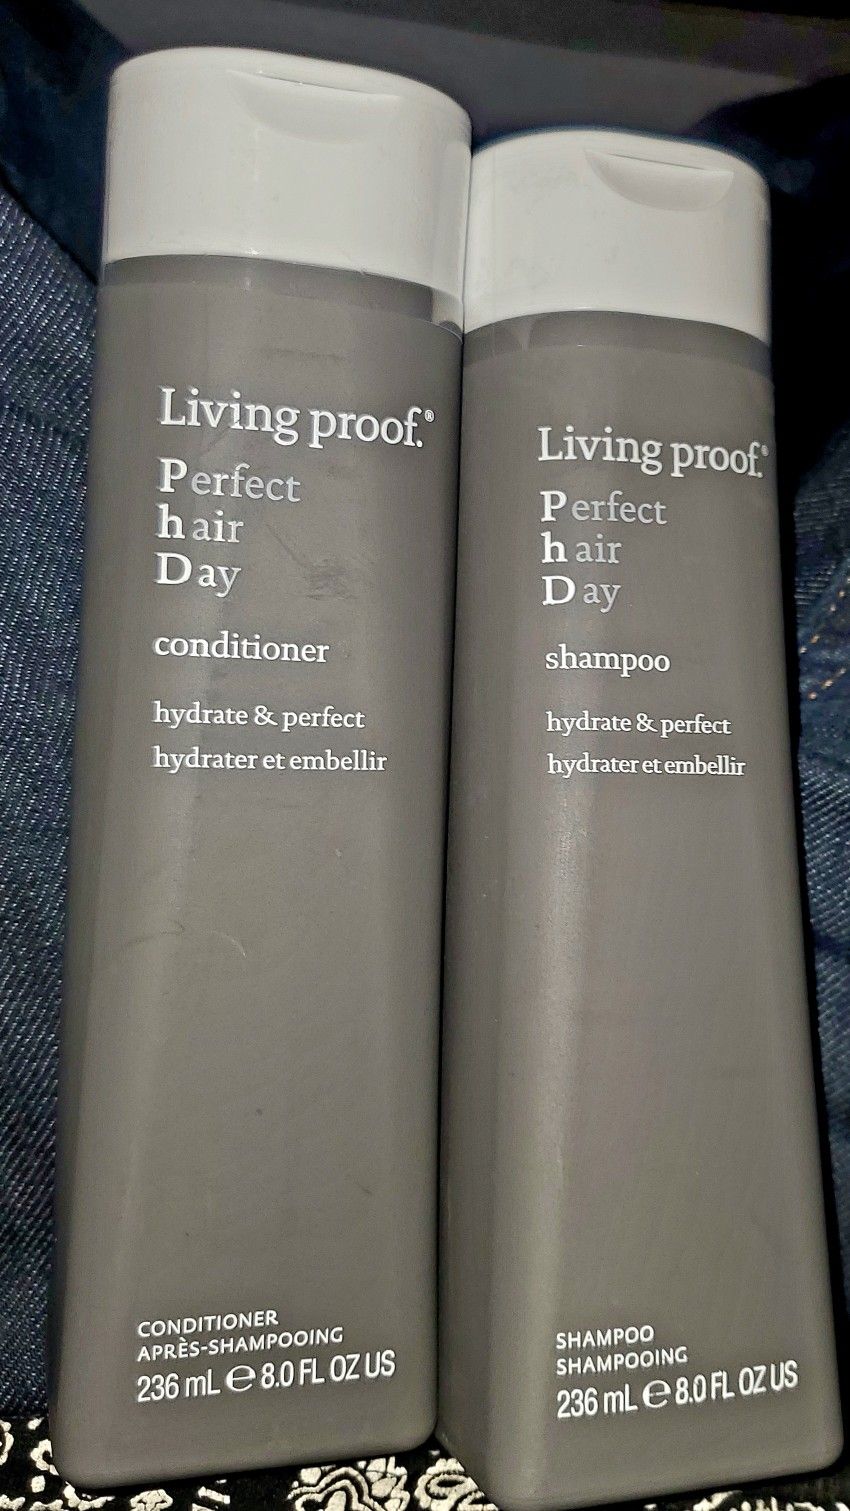 Living proof.®
Perfect
hair
Day
conditioner
hydrate & perfect
hydrater et embellir
CONDITIONER
APRÈS-SHAMPOOING
236 mL ℮ 8.0 FL OZ US
Living proof.®
Perfect
hair
Day
shampoo
hydrate & perfect
hydrater et embellir
SHAMPOO
SHAMPOOING
236 mL ℮ 8.0 FL OZ US